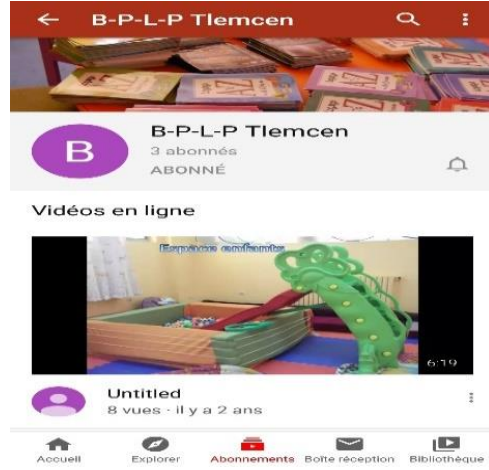 B-P-L-P Tlemcen
B
B-P-L-P Tlemcen
3 abonnés
ABONNÉ
Vidéos en ligne
Espace enfants
6:19
Untitled
8 vues · il y a 2 ans
Accueil
Explorer
Abonnements
Boîte réception
Bibliothèque